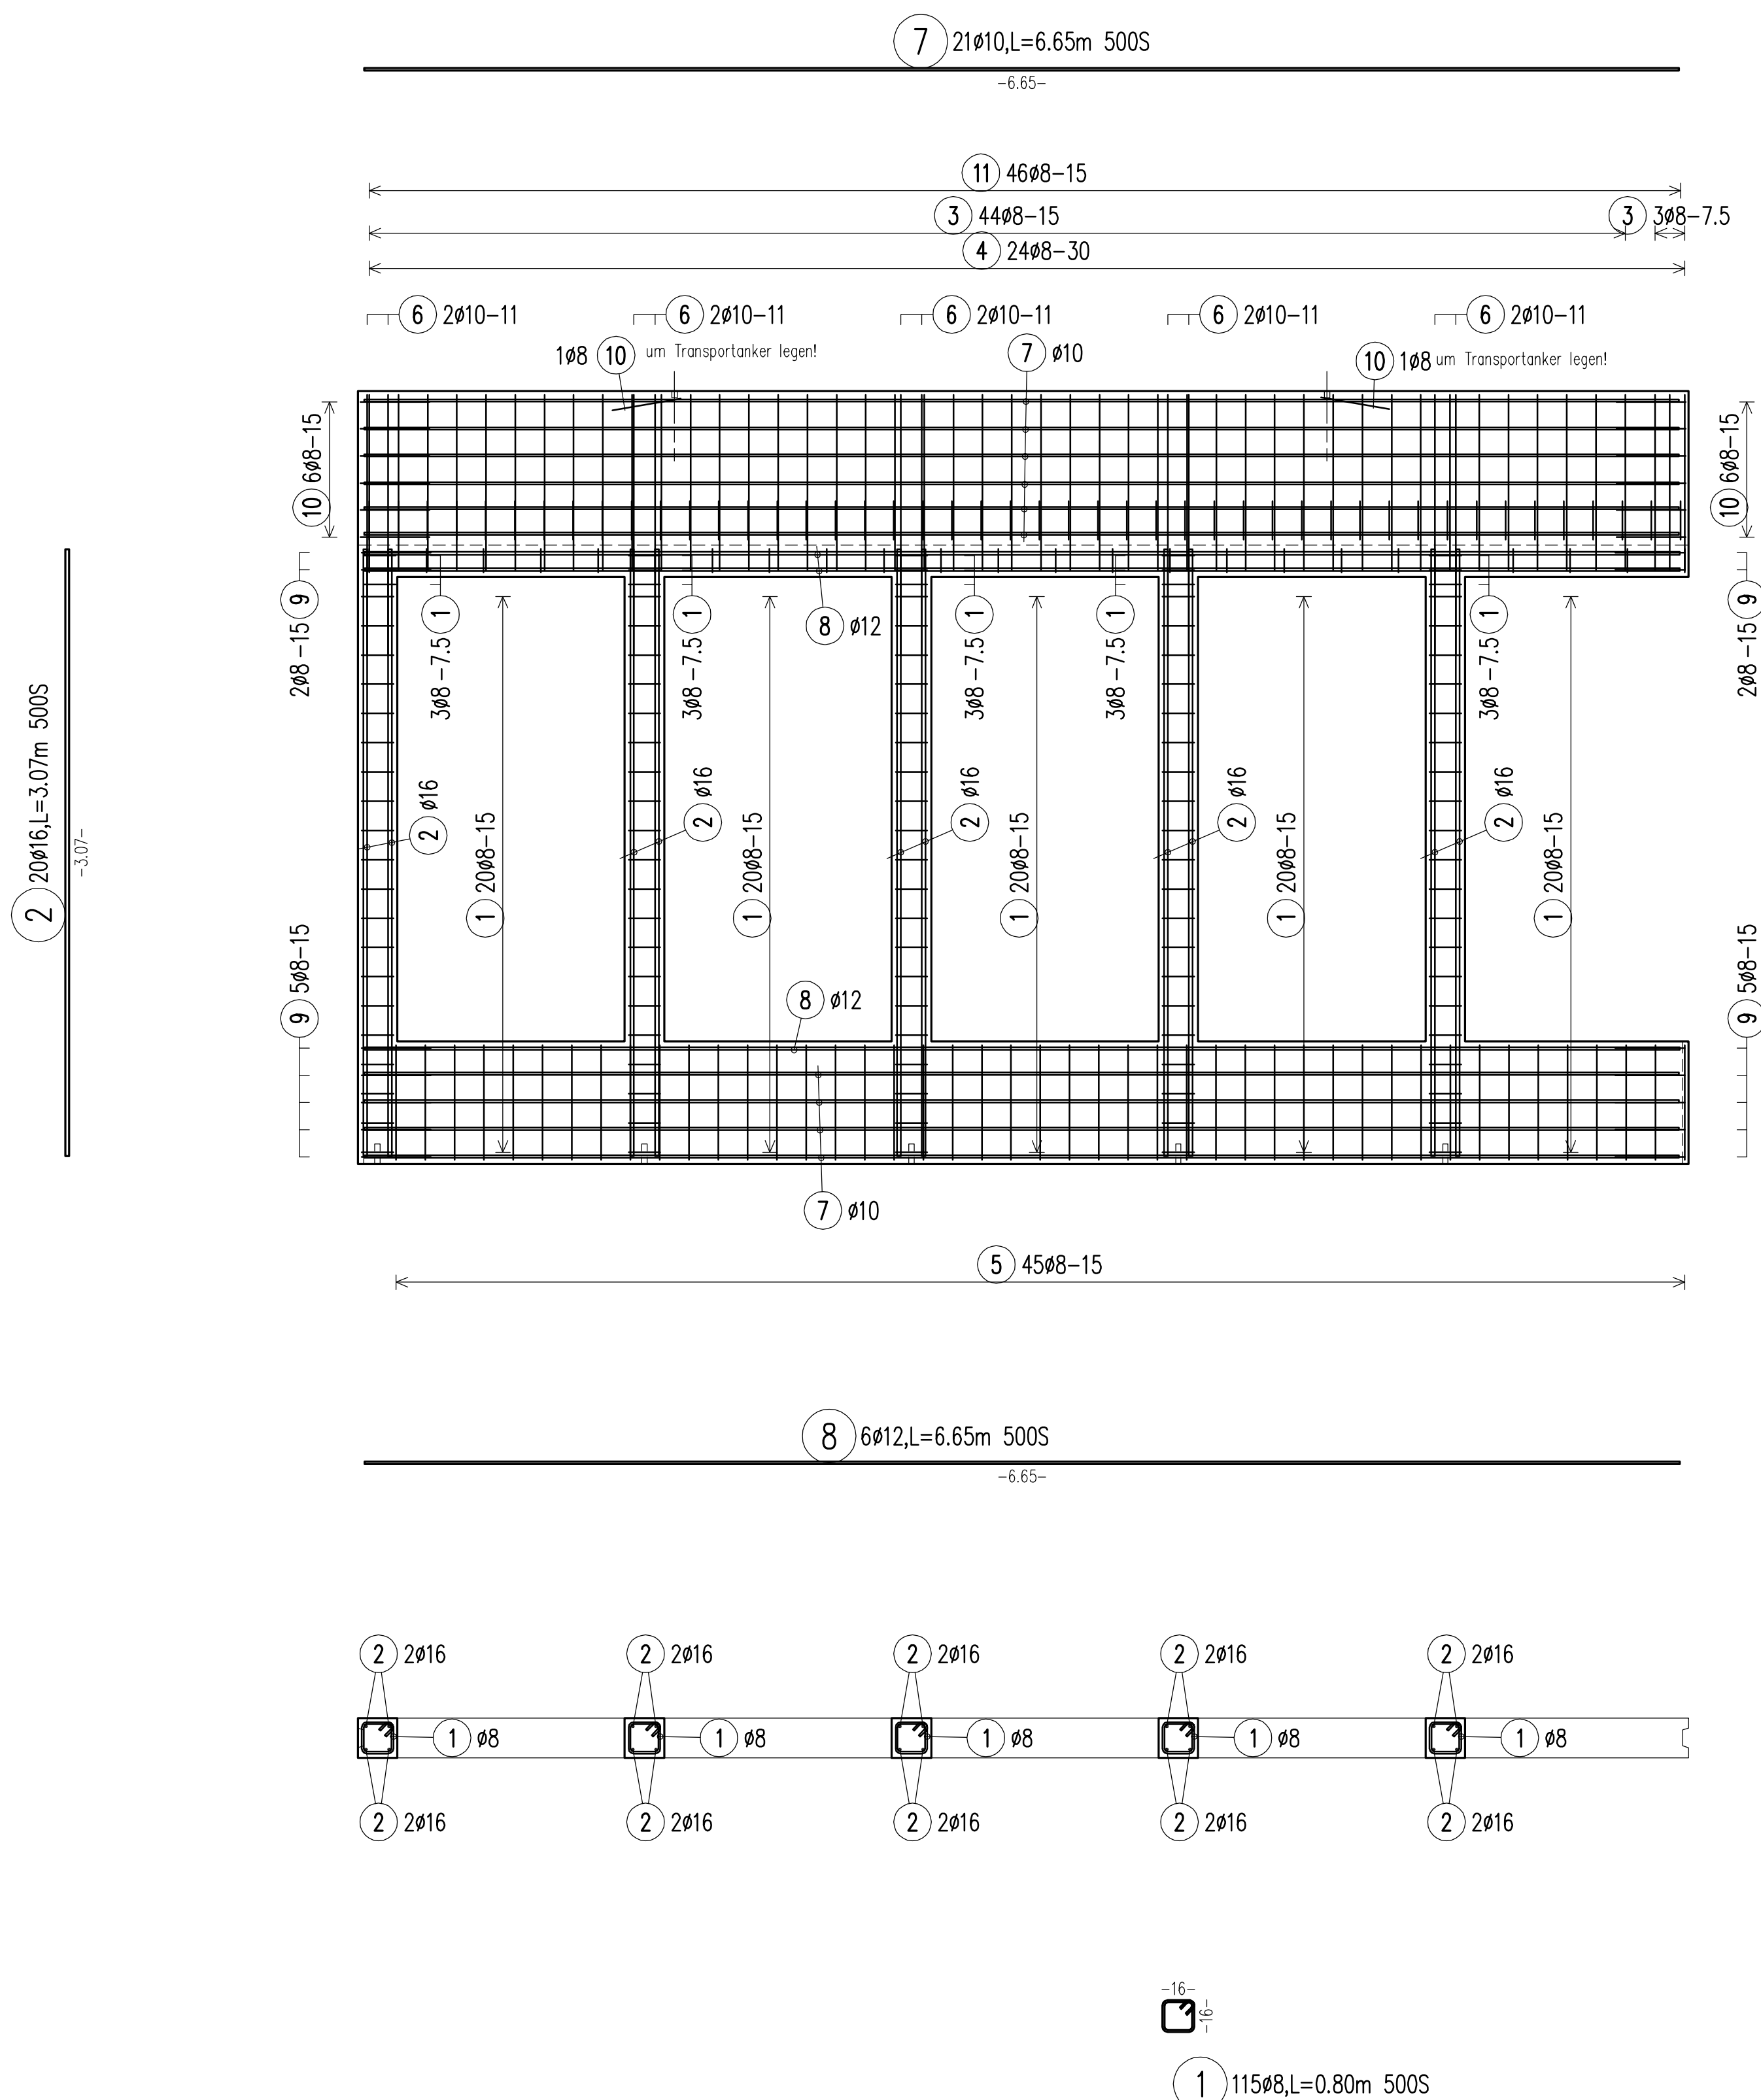 7 21ø10,L=6.65m 500S
-6.65-
11 46ø8-15
3 44ø8-15
3 3ø8-7.5
4 24ø8-30
6 2ø10-11
6 2ø10-11
6 2ø10-11
6 2ø10-11
6 2ø10-11
1ø8 10 um Transportanker legen!
7 ø10
10 1ø8 um Transportanker legen!
10 6ø8-15
10 6ø8-15
9 2ø8-15
1 3ø8-7.5
1 3ø8-7.5
8 ø12
1 3ø8-7.5
1 3ø8-7.5
1 3ø8-7.5
9 2ø8-15
2 20ø16,L=3.07m 500S
-3.07-
2 ø16
2 ø16
2 ø16
2 ø16
2 ø16
1 20ø8-15
1 20ø8-15
1 20ø8-15
1 20ø8-15
1 20ø8-15
9 5ø8-15
8 ø12
9 5ø8-15
7 ø10
5 45ø8-15
8 6ø12,L=6.65m 500S
-6.65-
2 2ø16
2 2ø16
2 2ø16
2 2ø16
2 2ø16
1 ø8
1 ø8
1 ø8
1 ø8
1 ø8
2 2ø16
2 2ø16
2 2ø16
2 2ø16
2 2ø16
-16-
-16-
1 115ø8,L=0.80m 500S